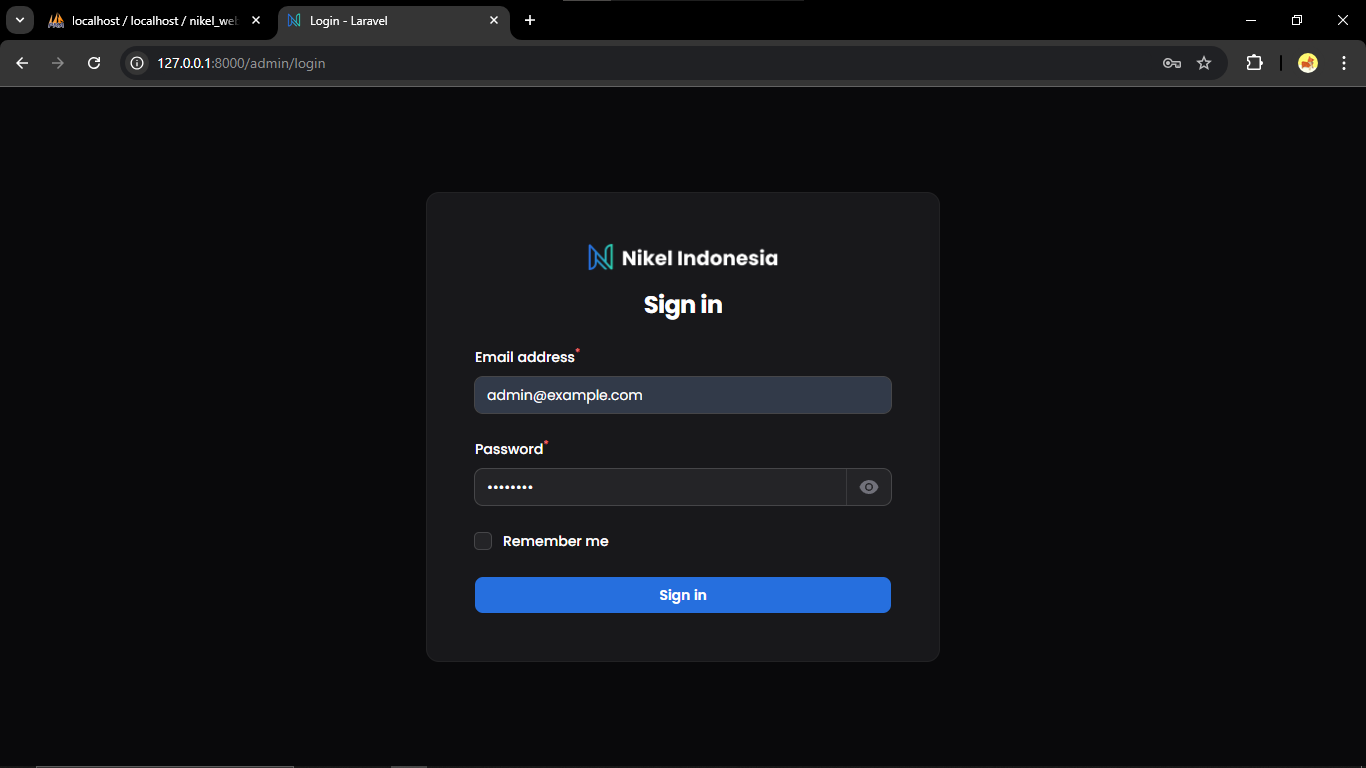 localhost / localhost / nikel_web
Login - Laravel
127.0.0.1:8000/admin/login
Nikel Indonesia
Sign in
Email address*
admin@example.com
Password*
••••••••
Remember me
Sign in